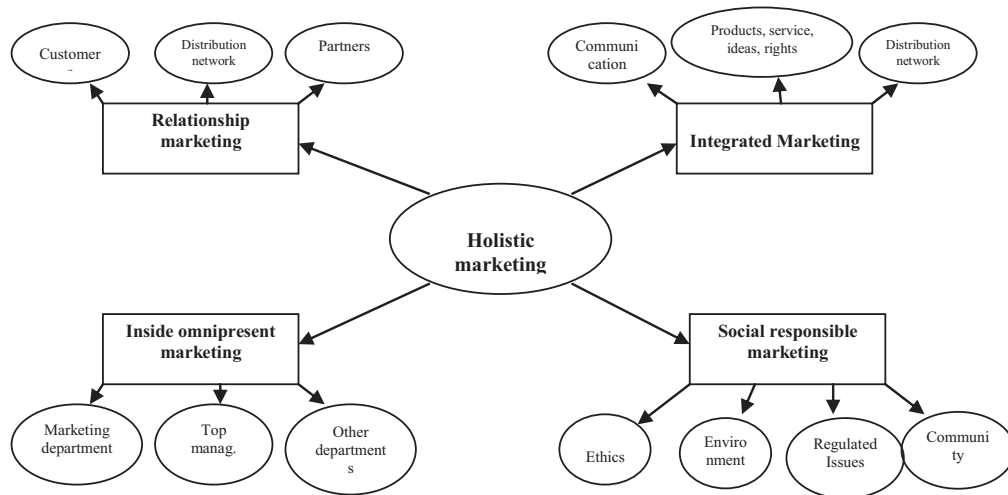 Customer
s
Distribution
network
Partners
Relationship
marketing
Communi
cation
Products, service,
ideas, rights
Distribution
network
Integrated Marketing
Holistic
marketing
Inside omnipresent
marketing
Marketing
department
Top
manag.
Other
department
s
Social responsible
marketing
Ethics
Enviro
nment
Regulated
Issues
Communi
ty